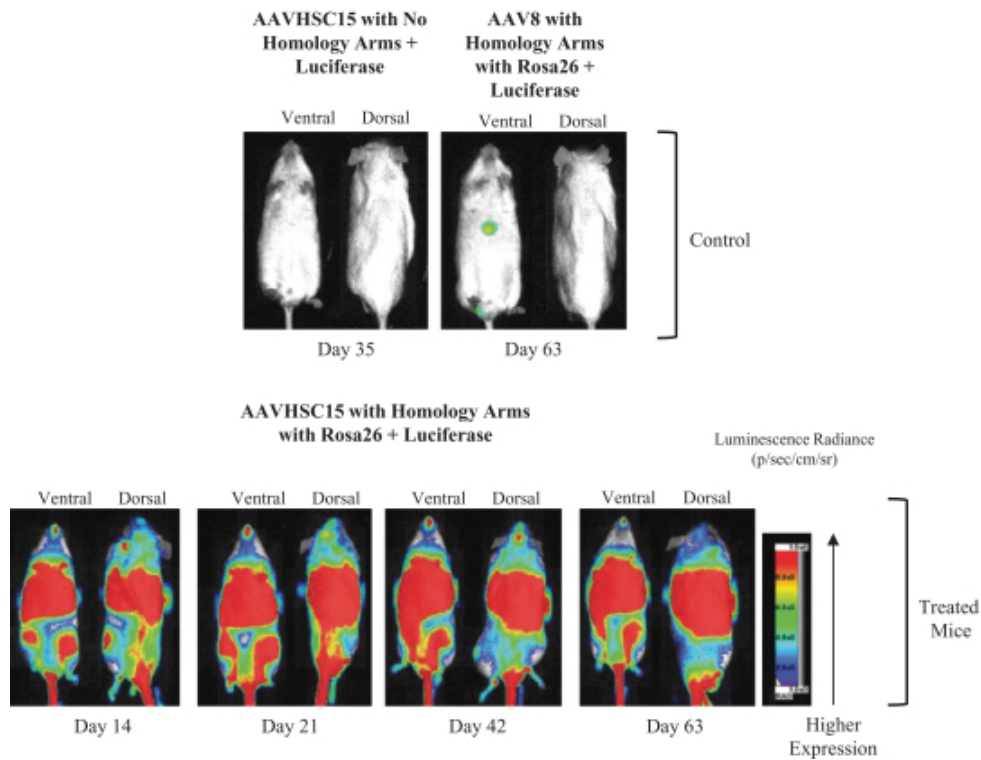 AAVHSC15 with No
Homology Arms +
Luciferase
AAV8 with
Homology Arms
with Rosa26 +
Luciferase
Ventral Dorsal
Ventral Dorsal
Control
Day 35
Day 63
AAVHSC15 with Homology Arms
with Rosa26 + Luciferase
Luminescence Radiance
(p/sec/cm/sr)
Ventral Dorsal
Ventral Dorsal
Ventral Dorsal
Ventral Dorsal
Treated
Mice
Day 14
Day 21
Day 42
Day 63
Higher
Expression